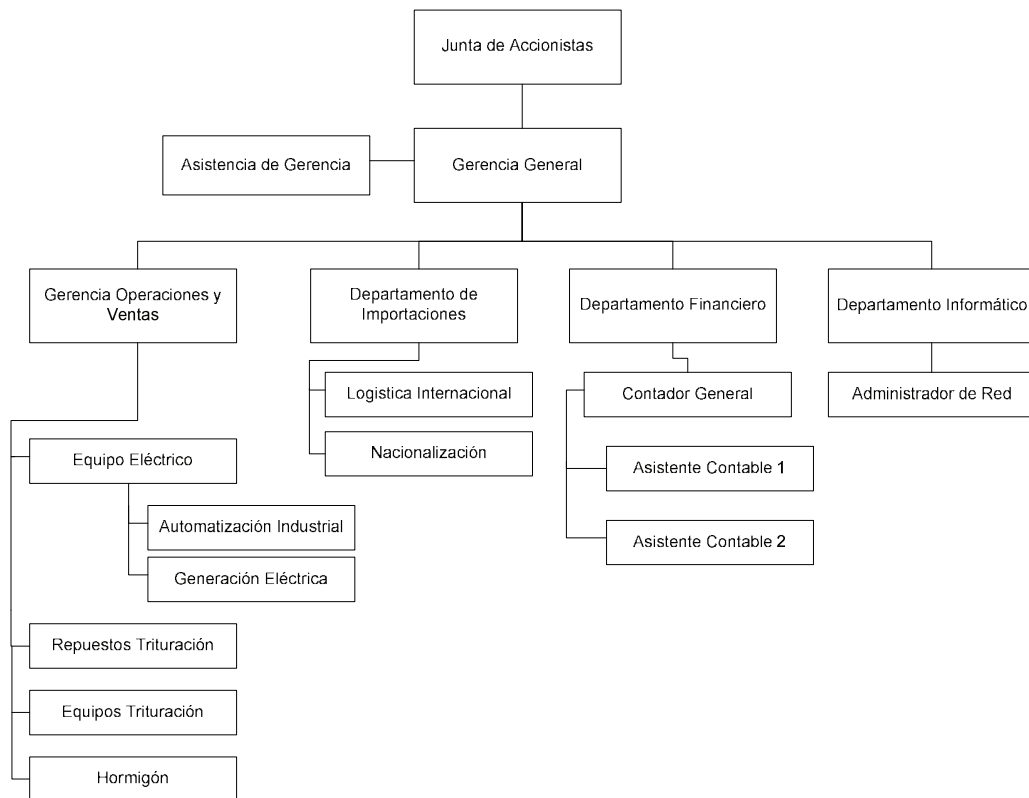 Junta de Accionistas
Asistencia de Gerencia
Gerencia General
Gerencia Operaciones y
Ventas
Departamento de
Importaciones
Departamento Financiero
Departamento Informático
Logistica Internacional
Contador General
Administrador de Red
Nacionalización
Equipo Eléctrico
Asistente Contable 1
Automatización Industrial
Asistente Contable 2
Generación Eléctrica
Repuestos Trituración
Equipos Trituración
Hormigón